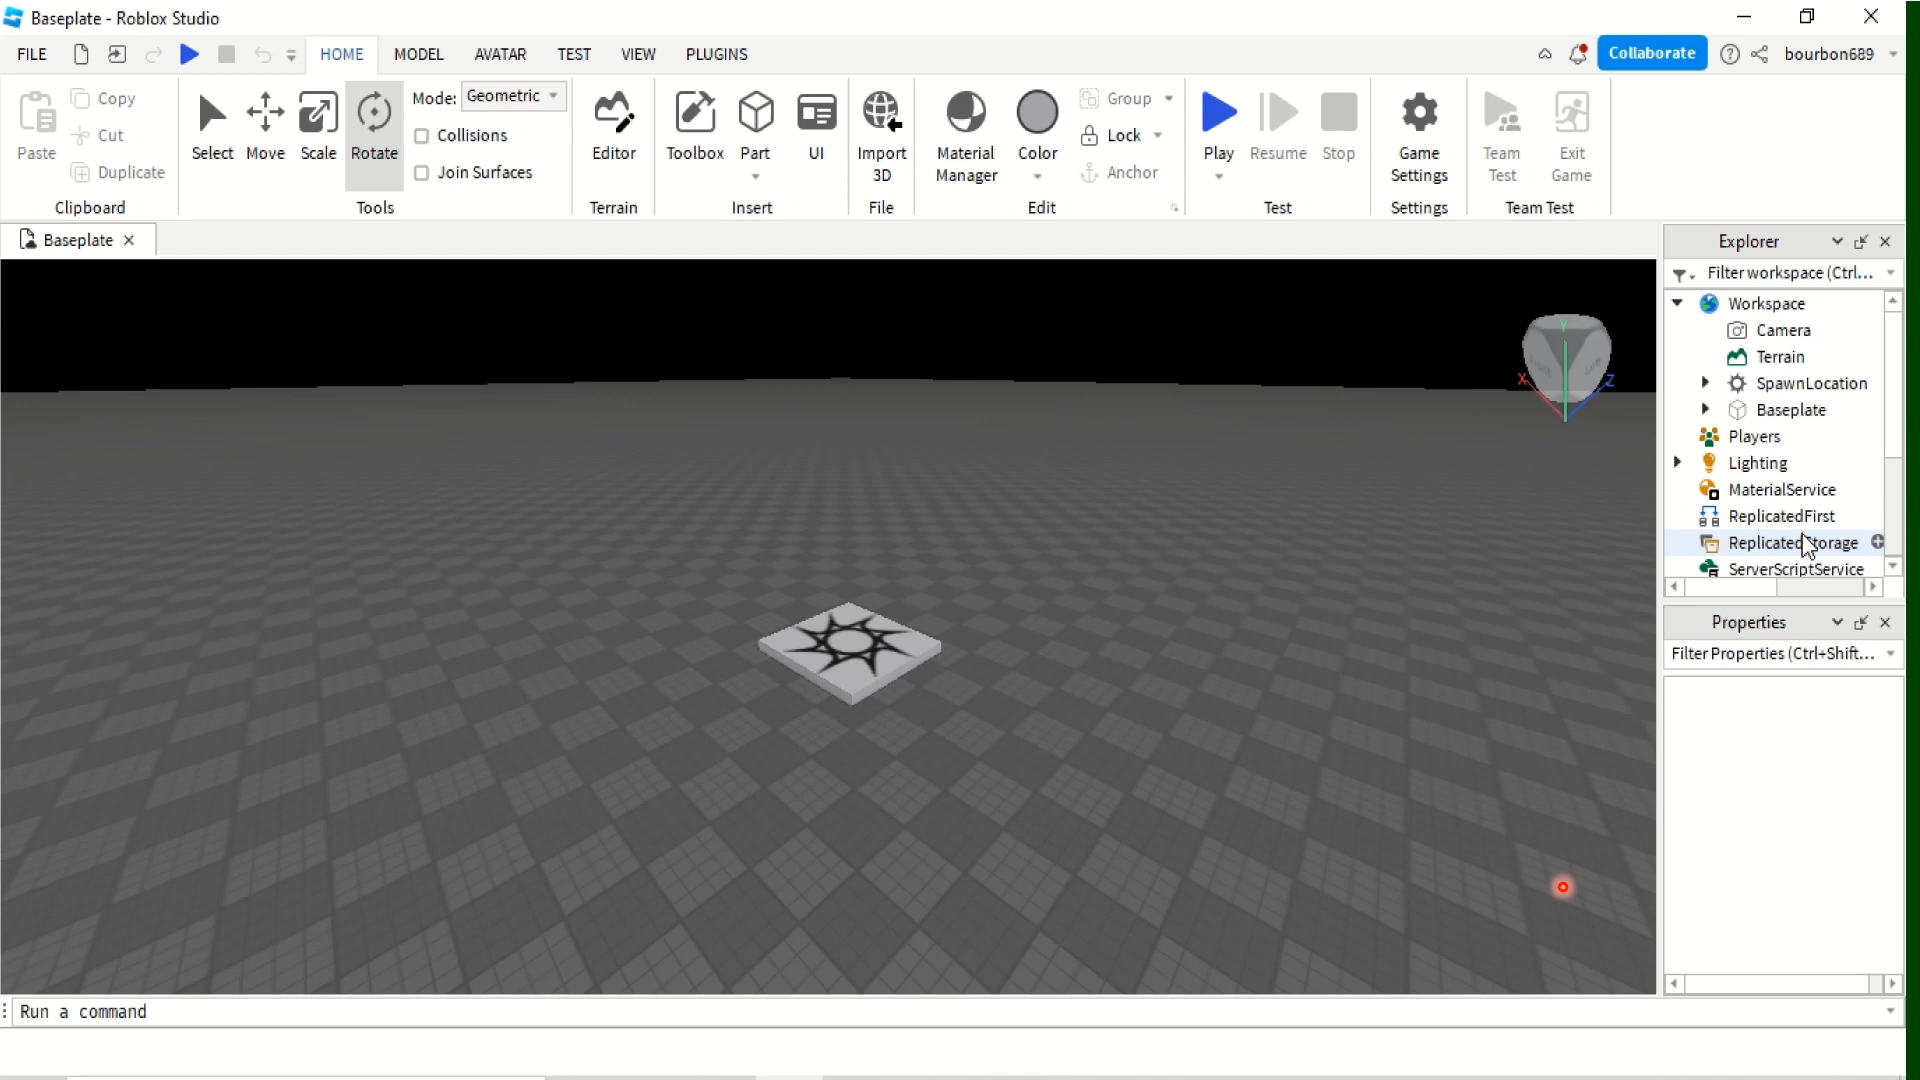 Baseplate - Roblox Studio
FILE HOME MODEL AVATAR TEST VIEW PLUGINS Collaborate bourbon689
Paste Copy Cut Duplicate
Clipboard
Select Move Scale Rotate
Mode: Geometric
Collisions
Join Surfaces
Tools
Editor
Terrain
Toolbox Part UI
Insert
Import 3D
File
Material Manager Color
Group
Lock
Anchor
Edit
Play Resume Stop
Test
Game Settings
Settings
Team Test Exit Game
Team Test
Baseplate
Explorer
Filter workspace (Ctrl...
Workspace
Camera
Terrain
SpawnLocation
Baseplate
Players
Lighting
MaterialService
ReplicatedFirst
ReplicatedStorage
ServerScriptService
Y
X Z
Properties
Filter Properties (Ctrl+Shift...
Run a command